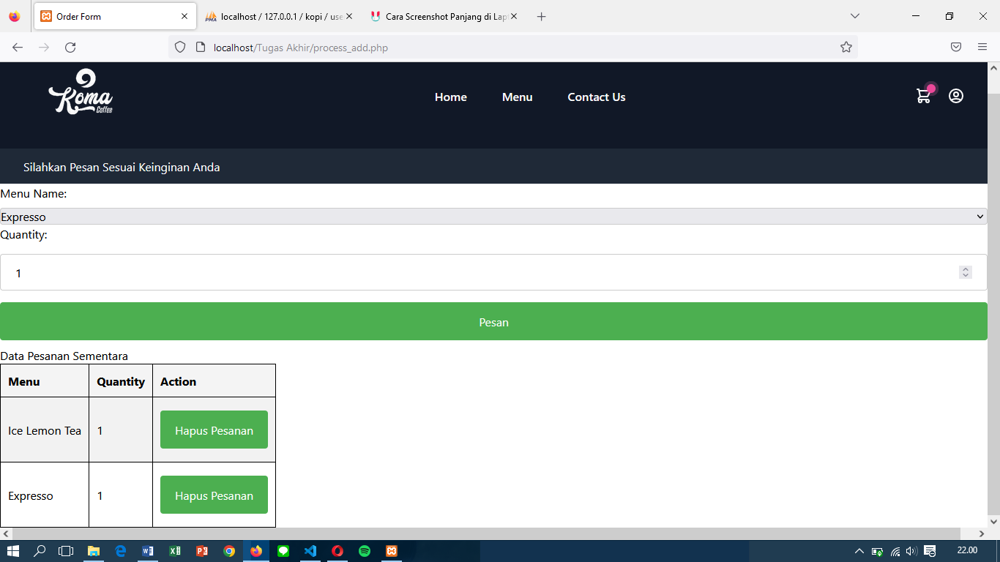 Order Form
localhost / 127.0.0.1 / kopi / use
Cara Screenshot Panjang di Lap
localhost/Tugas Akhir/process_add.php
Koma
Coffee
Home Menu Contact Us
Silahkan Pesan Sesuai Keinginan Anda
Menu Name:
Expresso
Quantity:
1
Pesan
Data Pesanan Sementara
Menu Quantity Action
Ice Lemon Tea 1 Hapus Pesanan
Expresso 1 Hapus Pesanan
22.00